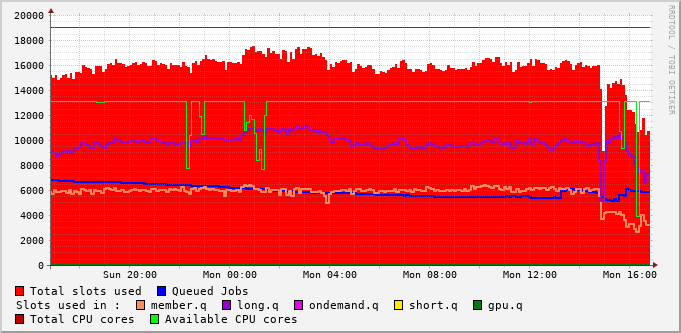 20000
18000
16000
14000
12000
10000
8000
6000
4000
2000
0
Sun 20:00 Mon 00:00 Mon 04:00 Mon 08:00 Mon 12:00 Mon 16:00
Total slots used Queued Jobs
Slots used in : member.q long.q ondemand.q short.q gpu.q
Total CPU cores Available CPU cores
RRDTOOL / TOBI OETIKER